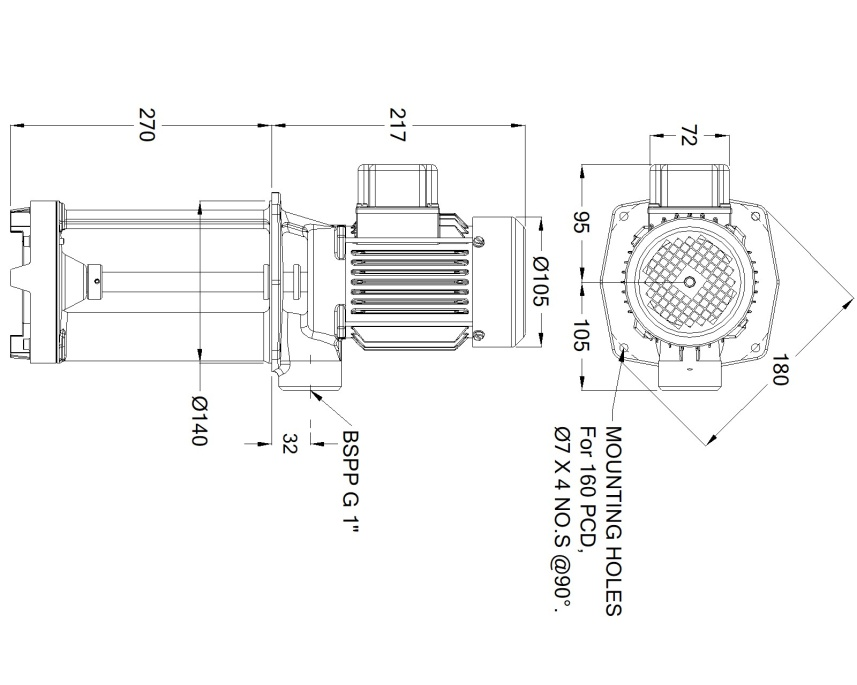 270
217
72
95
105
Ø105
180
Ø140
32
BSPP G 1"
MOUNTING HOLES
For 160 PCD,
Ø7 X 4 NO.S @90°.